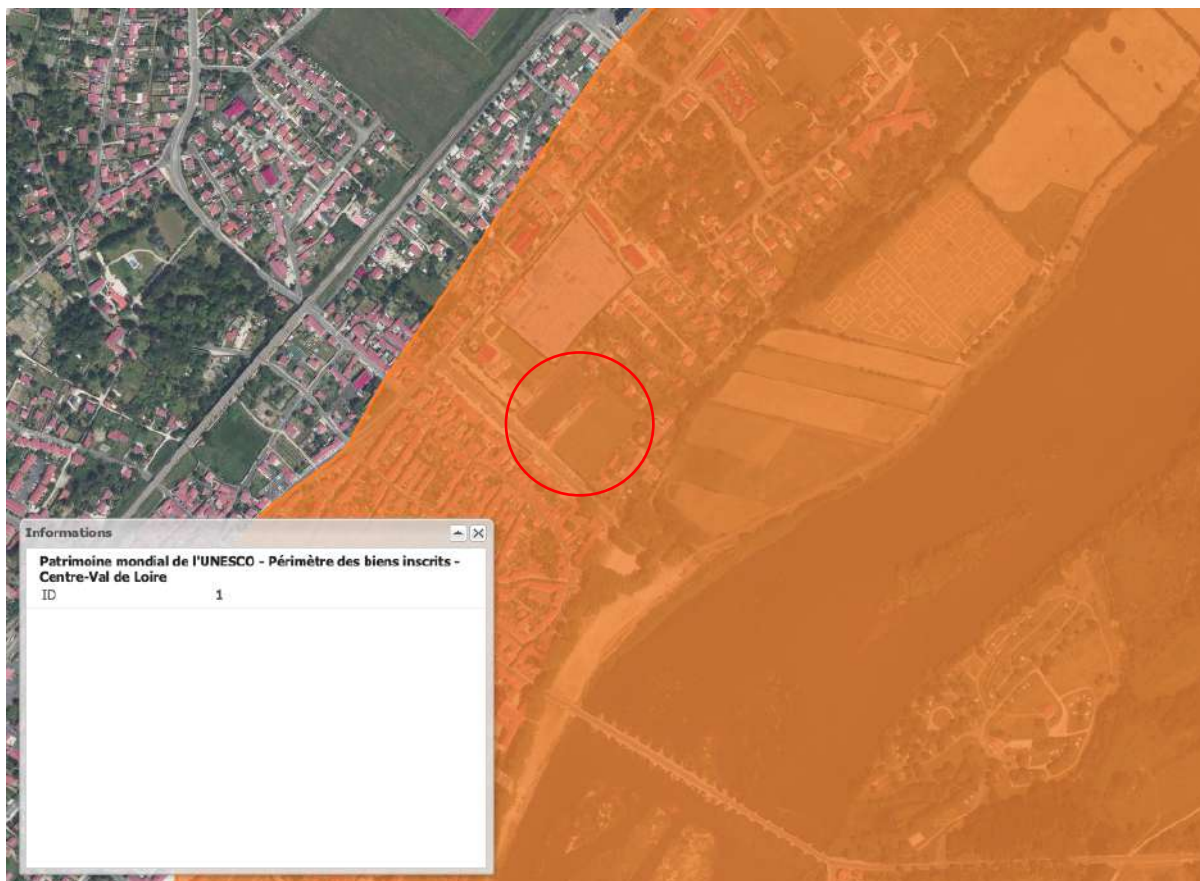 Informations
Patrimoine mondial de l'UNESCO - Périmètre des biens inscrits -
Centre-Val de Loire
ID 1